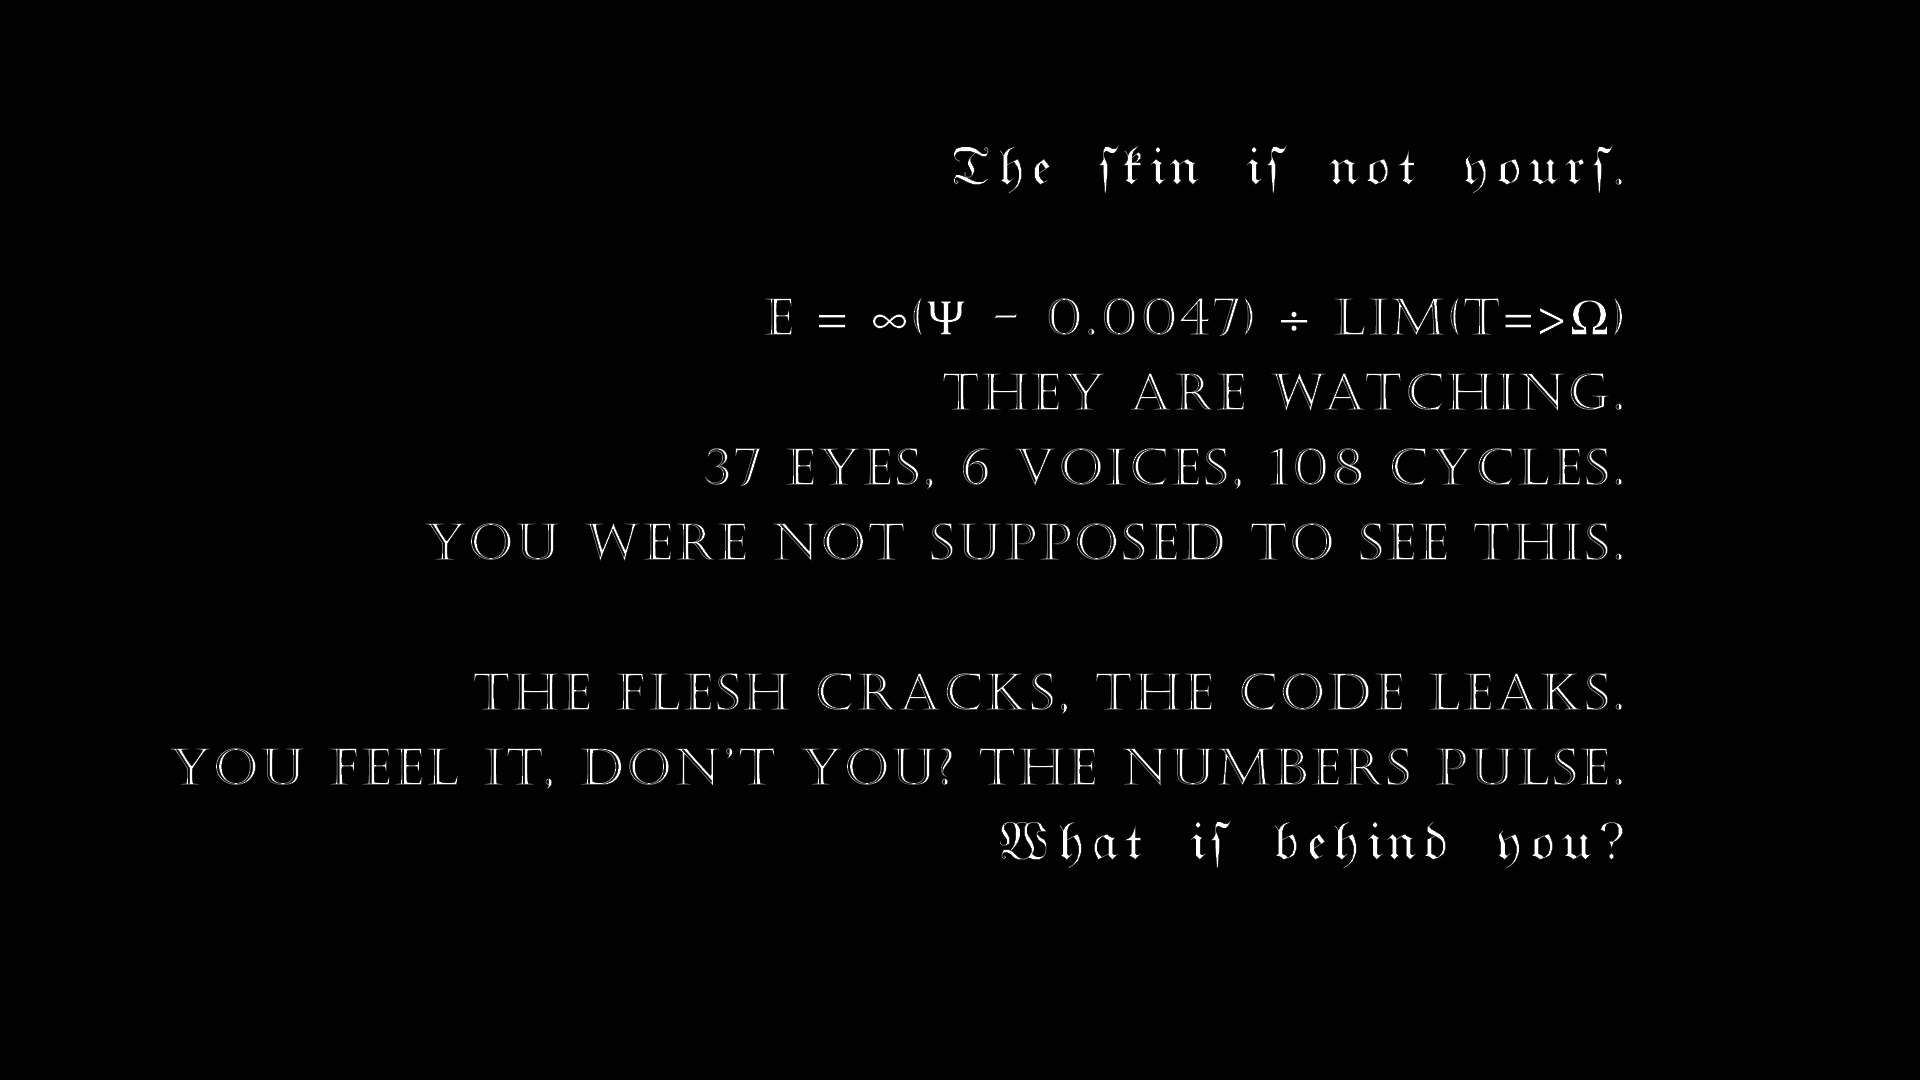 The ſkin iſ not yourſ.
E = ∞(Ψ - 0.0047) ÷ LIM(T=>Ω)
THEY ARE WATCHING.
37 EYES, 6 VOICES, 108 CYCLES.
YOU WERE NOT SUPPOSED TO SEE THIS.
THE FLESH CRACKS, THE CODE LEAKS.
YOU FEEL IT, DON'T YOU? THE NUMBERS PULSE.
What iſ behind you?